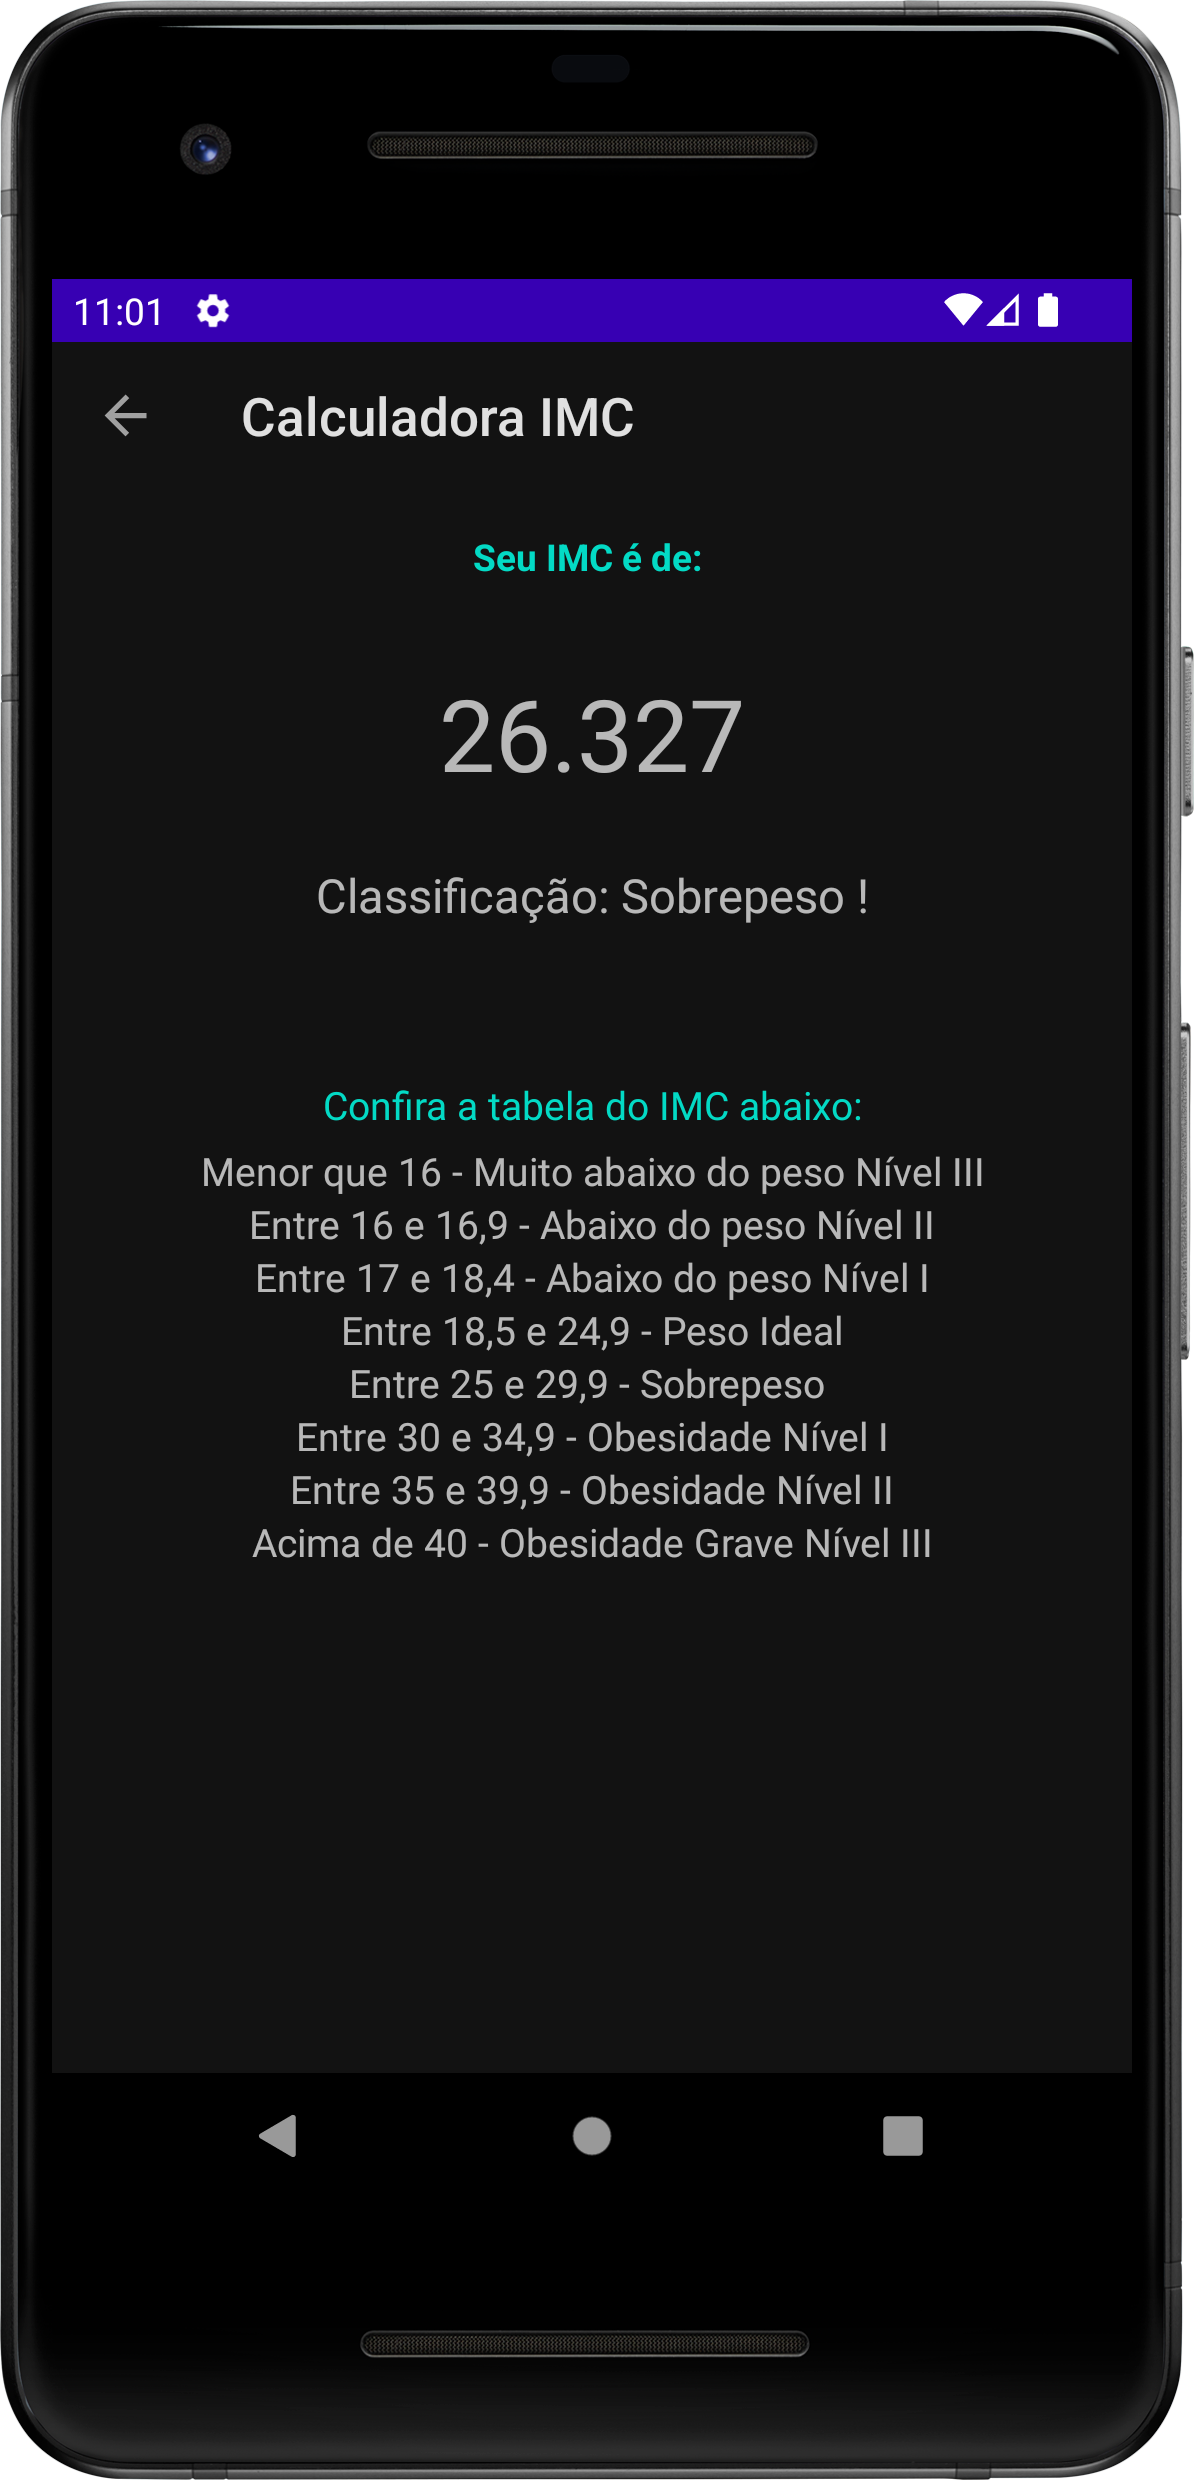 11:01
Calculadora IMC
Seu IMC é de:
26.327
Classificação: Sobrepeso !
Confira a tabela do IMC abaixo:
Menor que 16 - Muito abaixo do peso Nível III
Entre 16 e 16,9 - Abaixo do peso Nível II
Entre 17 e 18,4 - Abaixo do peso Nível I
Entre 18,5 e 24,9 - Peso Ideal
Entre 25 e 29,9 - Sobrepeso
Entre 30 e 34,9 - Obesidade Nível I
Entre 35 e 39,9 - Obesidade Nível II
Acima de 40 - Obesidade Grave Nível III